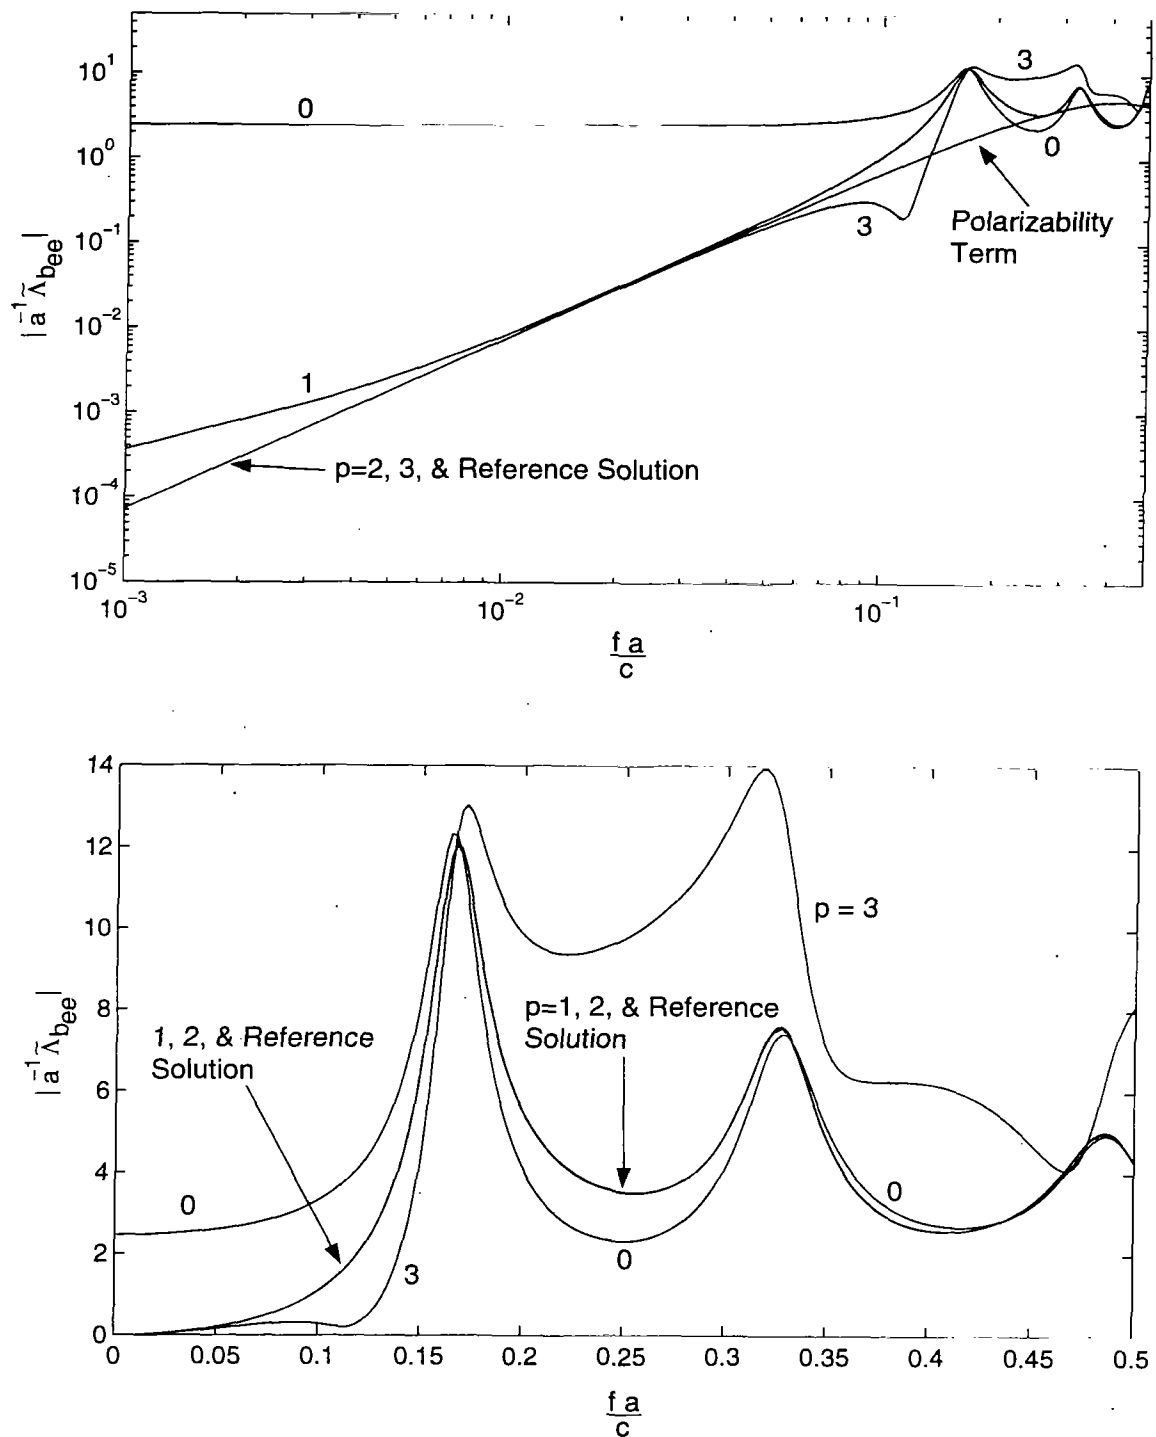 10^1
10^0
10^-1
10^-2
10^-3
10^-4
10^-5
|a^-1 Λ̃_bee|
0
3
0
3
Polarizability
Term
1
p=2, 3, & Reference Solution
10^-3
10^-2
10^-1
f a
c
14
12
10
8
6
4
2
0
|a^-1 Λ̃_bee|
p = 3
p=1, 2, & Reference
Solution
1, 2, & Reference
Solution
0
3
0
0
0
0.05
0.1
0.15
0.2
0.25
0.3
0.35
0.4
0.45
0.5
f a
c